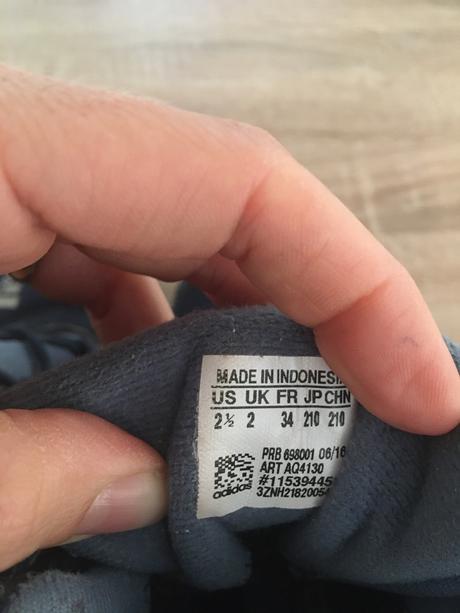 MADE IN INDONESIA
US UK FR JP CHN
2½ 2 34 210 210
PRB 698001 06/16
ART AQ4130
#11539445
adidas 3ZNH2182005